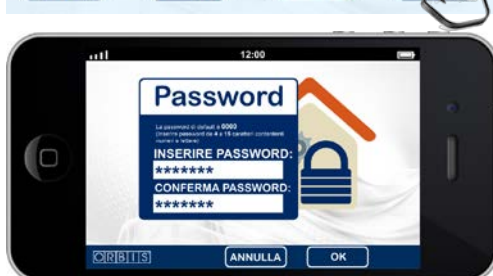 12:00
Password
La password di default è 0000
(Inserire password da 4 a 15 caratteri contenenti
numeri e lettere)
INSERIRE PASSWORD:
*******
CONFERMA PASSWORD:
*******
ORBIS
ANNULLA
OK